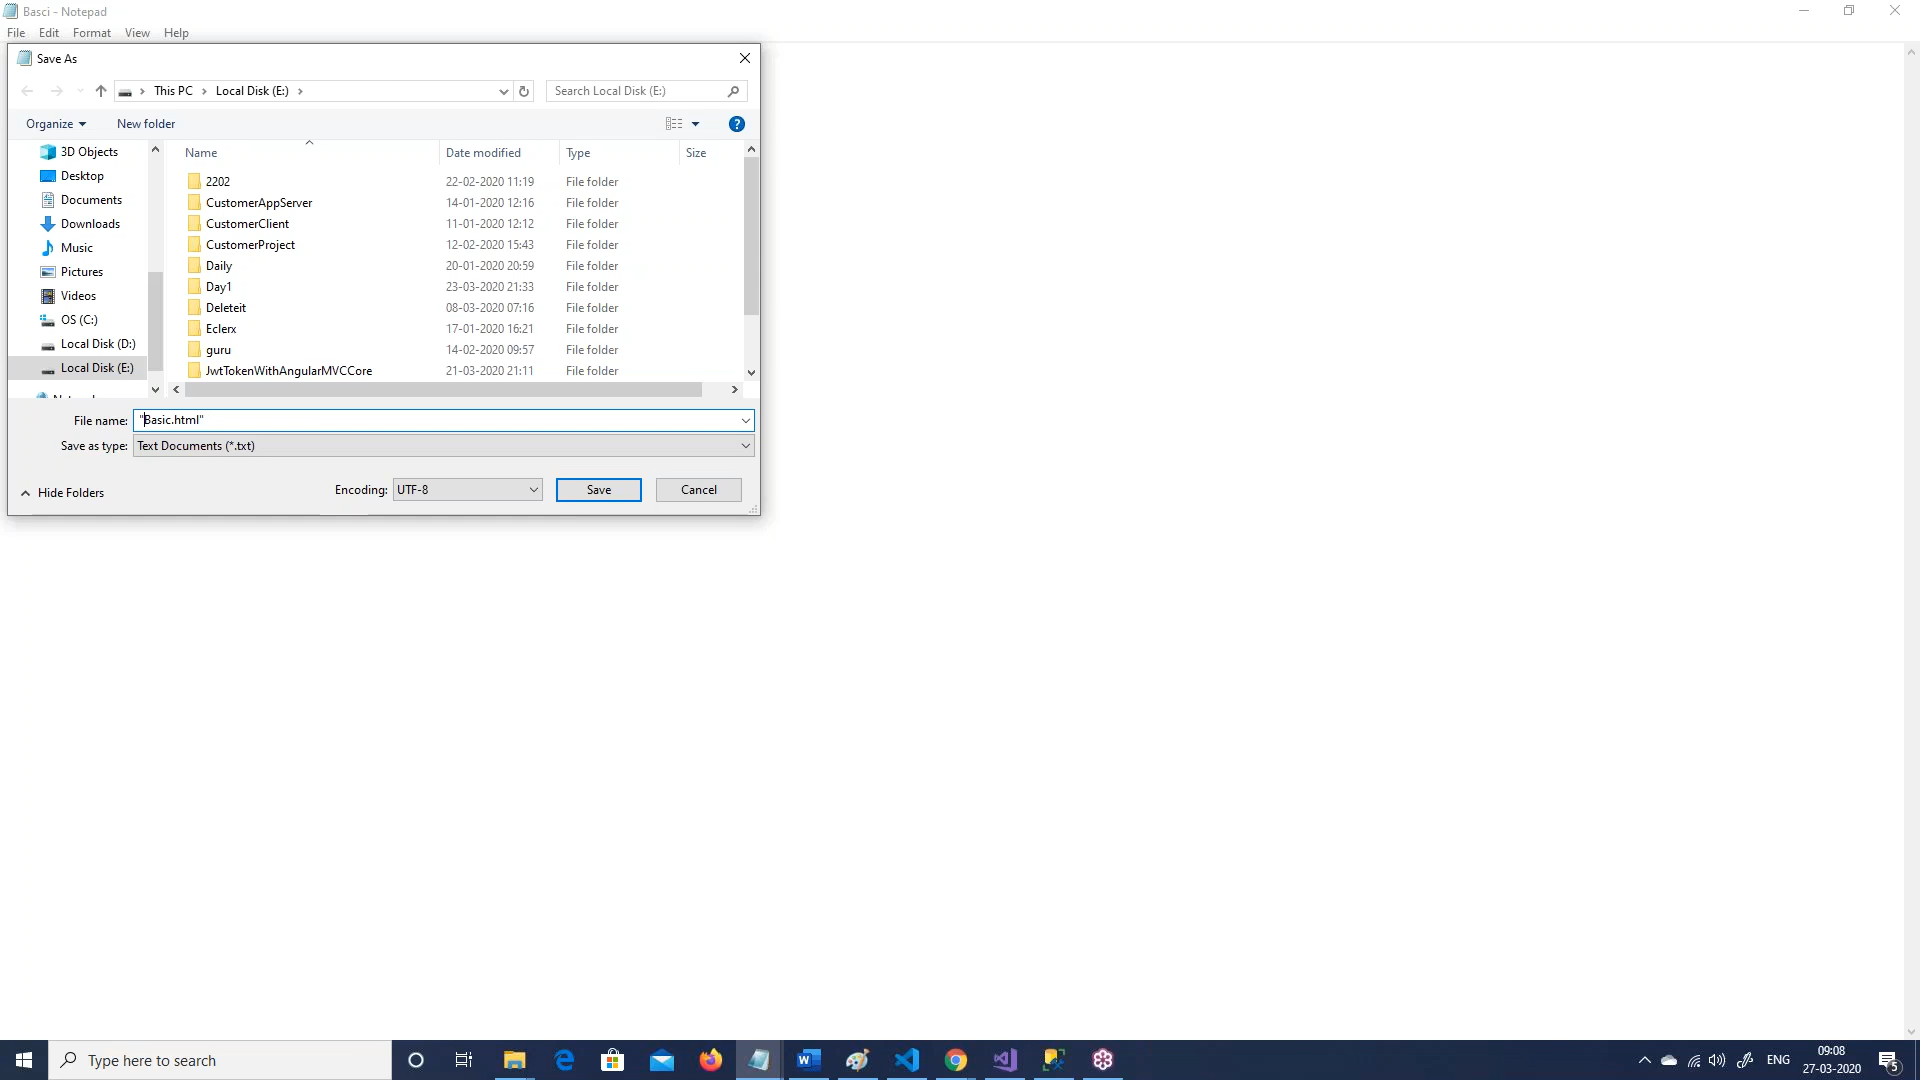 Basci - Notepad
File Edit Format View Help
Save As
This PC > Local Disk (E:) >
Search Local Disk (E:)
Organize New folder
?
3D Objects
Desktop
Documents
Downloads
Music
Pictures
Videos
OS (C:)
Local Disk (D:)
Local Disk (E:)
Name Date modified Type Size
2202 22-02-2020 11:19 File folder
CustomerAppServer 14-01-2020 12:16 File folder
CustomerClient 11-01-2020 12:12 File folder
CustomerProject 12-02-2020 15:43 File folder
Daily 20-01-2020 20:59 File folder
Day1 23-03-2020 21:33 File folder
Deleteit 08-03-2020 07:16 File folder
Eclerx 17-01-2020 16:21 File folder
guru 14-02-2020 09:57 File folder
JwtTokenWithAngularMVCCore 21-03-2020 21:11 File folder
File name: "Basic.html"
Save as type: Text Documents (*.txt)
Hide Folders
Encoding: UTF-8
Save
Cancel
Type here to search
ENG
09:08
27-03-2020
5